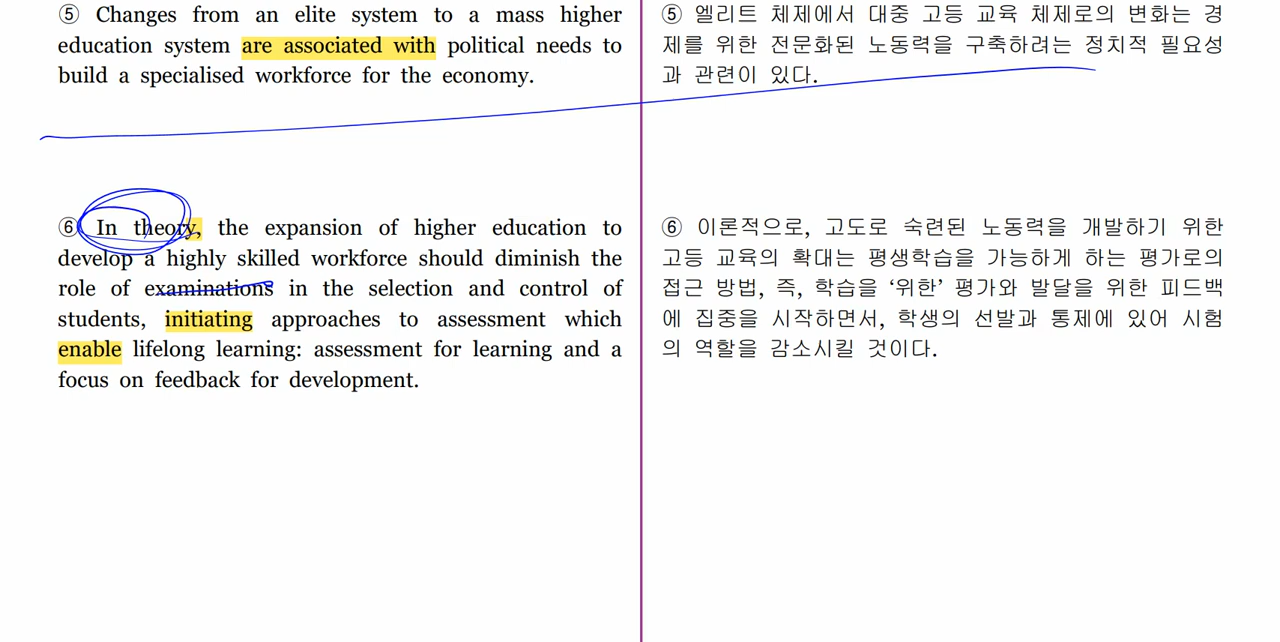 ⑤ Changes from an elite system to a mass higher
education system are associated with political needs to
build a specialised workforce for the economy.
⑥ In theory, the expansion of higher education to
develop a highly skilled workforce should diminish the
role of examinations in the selection and control of
students, initiating approaches to assessment which
enable lifelong learning: assessment for learning and a
focus on feedback for development.
⑤ 엘리트 체제에서 대중 고등 교육 체제로의 변화는 경
제를 위한 전문화된 노동력을 구축하려는 정치적 필요성
과 관련이 있다.
⑥ 이론적으로, 고도로 숙련된 노동력을 개발하기 위한
고등 교육의 확대는 평생학습을 가능하게 하는 평가로의
접근 방법, 즉, 학습을 ‘위한’ 평가와 발달을 위한 피드백
에 집중을 시작하면서, 학생의 선발과 통제에 있어 시험
의 역할을 감소시킬 것이다.